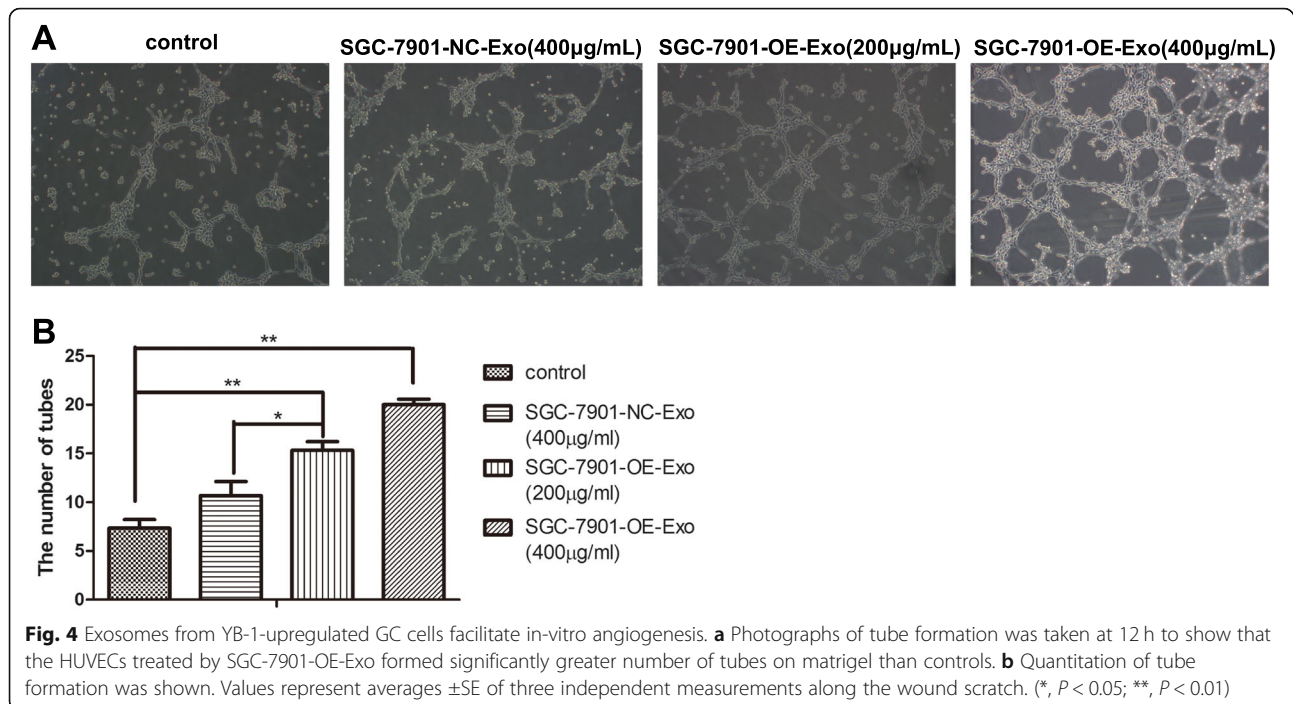 A
control
SGC-7901-NC-Exo(400μg/mL)
SGC-7901-OE-Exo(200μg/mL)
SGC-7901-OE-Exo(400μg/mL)
B
The number of tubes
25
20
15
10
5
0
**
**
*
control
SGC-7901-NC-Exo
(400μg/ml)
SGC-7901-OE-Exo
(200μg/ml)
SGC-7901-OE-Exo
(400μg/ml)
Fig. 4 Exosomes from YB-1-upregulated GC cells facilitate in-vitro angiogenesis. a Photographs of tube formation was taken at 12 h to show that
the HUVECs treated by SGC-7901-OE-Exo formed significantly greater number of tubes on matrigel than controls. b Quantitation of tube
formation was shown. Values represent averages ±SE of three independent measurements along the wound scratch. (*, P < 0.05; **, P < 0.01)